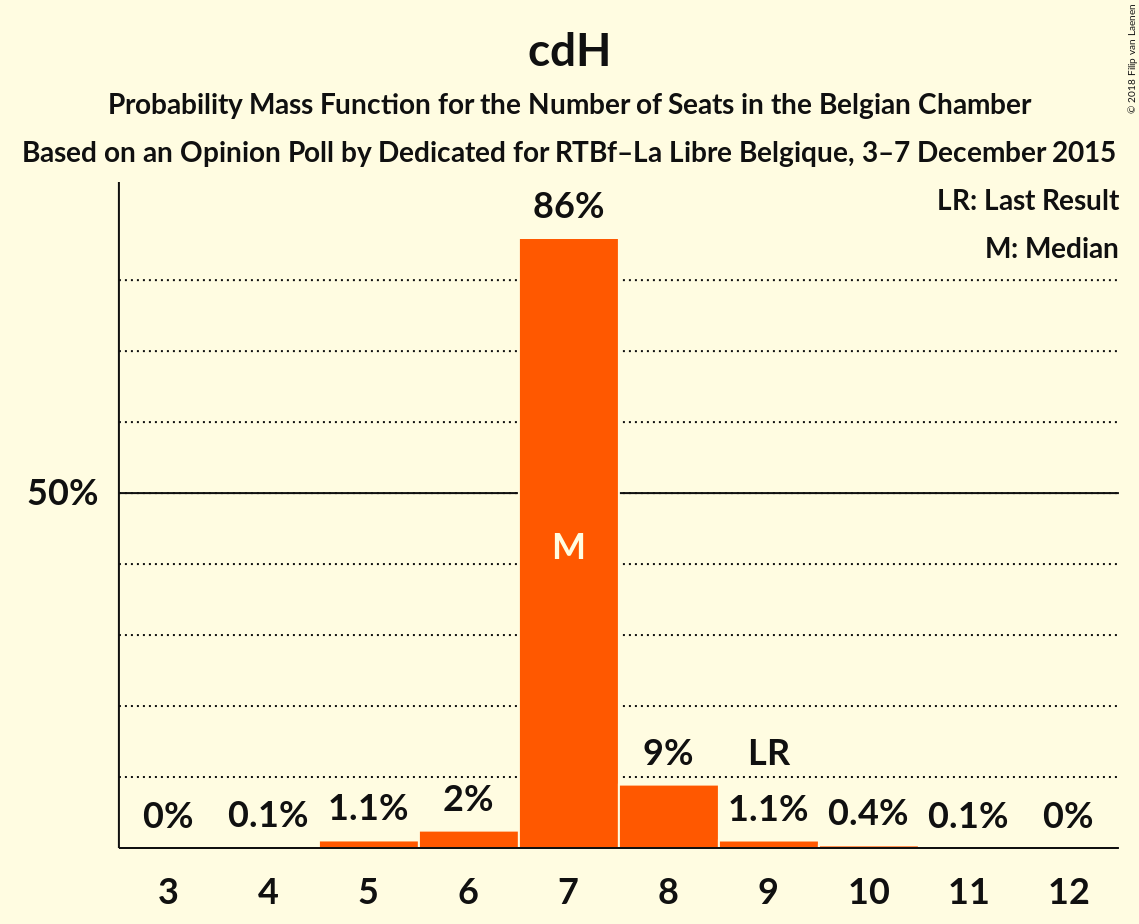 cdH
Probability Mass Function for the Number of Seats in the Belgian Chamber
Based on an Opinion Poll by Dedicated for RTBf–La Libre Belgique, 3–7 December 2015
© 2018 Filip van Laenen
LR: Last Result
M: Median
86%
50%
M
9% LR
0% 0.1% 1.1% 2% 1.1% 0.4% 0.1% 0%
3 4 5 6 7 8 9 10 11 12